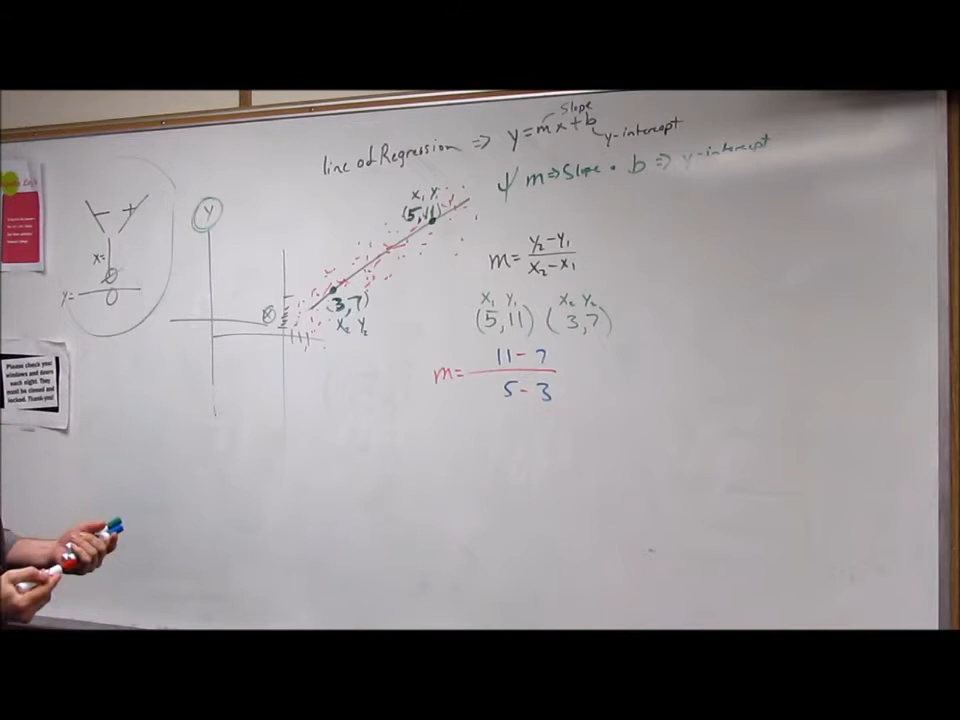 line of Regression => y=mx+b
Slope
y-intercept
m=>Slope • b => y-intercept
Y
X
x=
y=
0
X, Y,
(5,11)
(3,7)
X₂ Y₂
m= y₂-y₁
x₂-x₁
X₁ Y₁ X₂ Y₂
(5,11) (3,7)
m= 11-7
5-3
Please check your
windows and doors
each night. They
must be closed and
locked. Thank you!